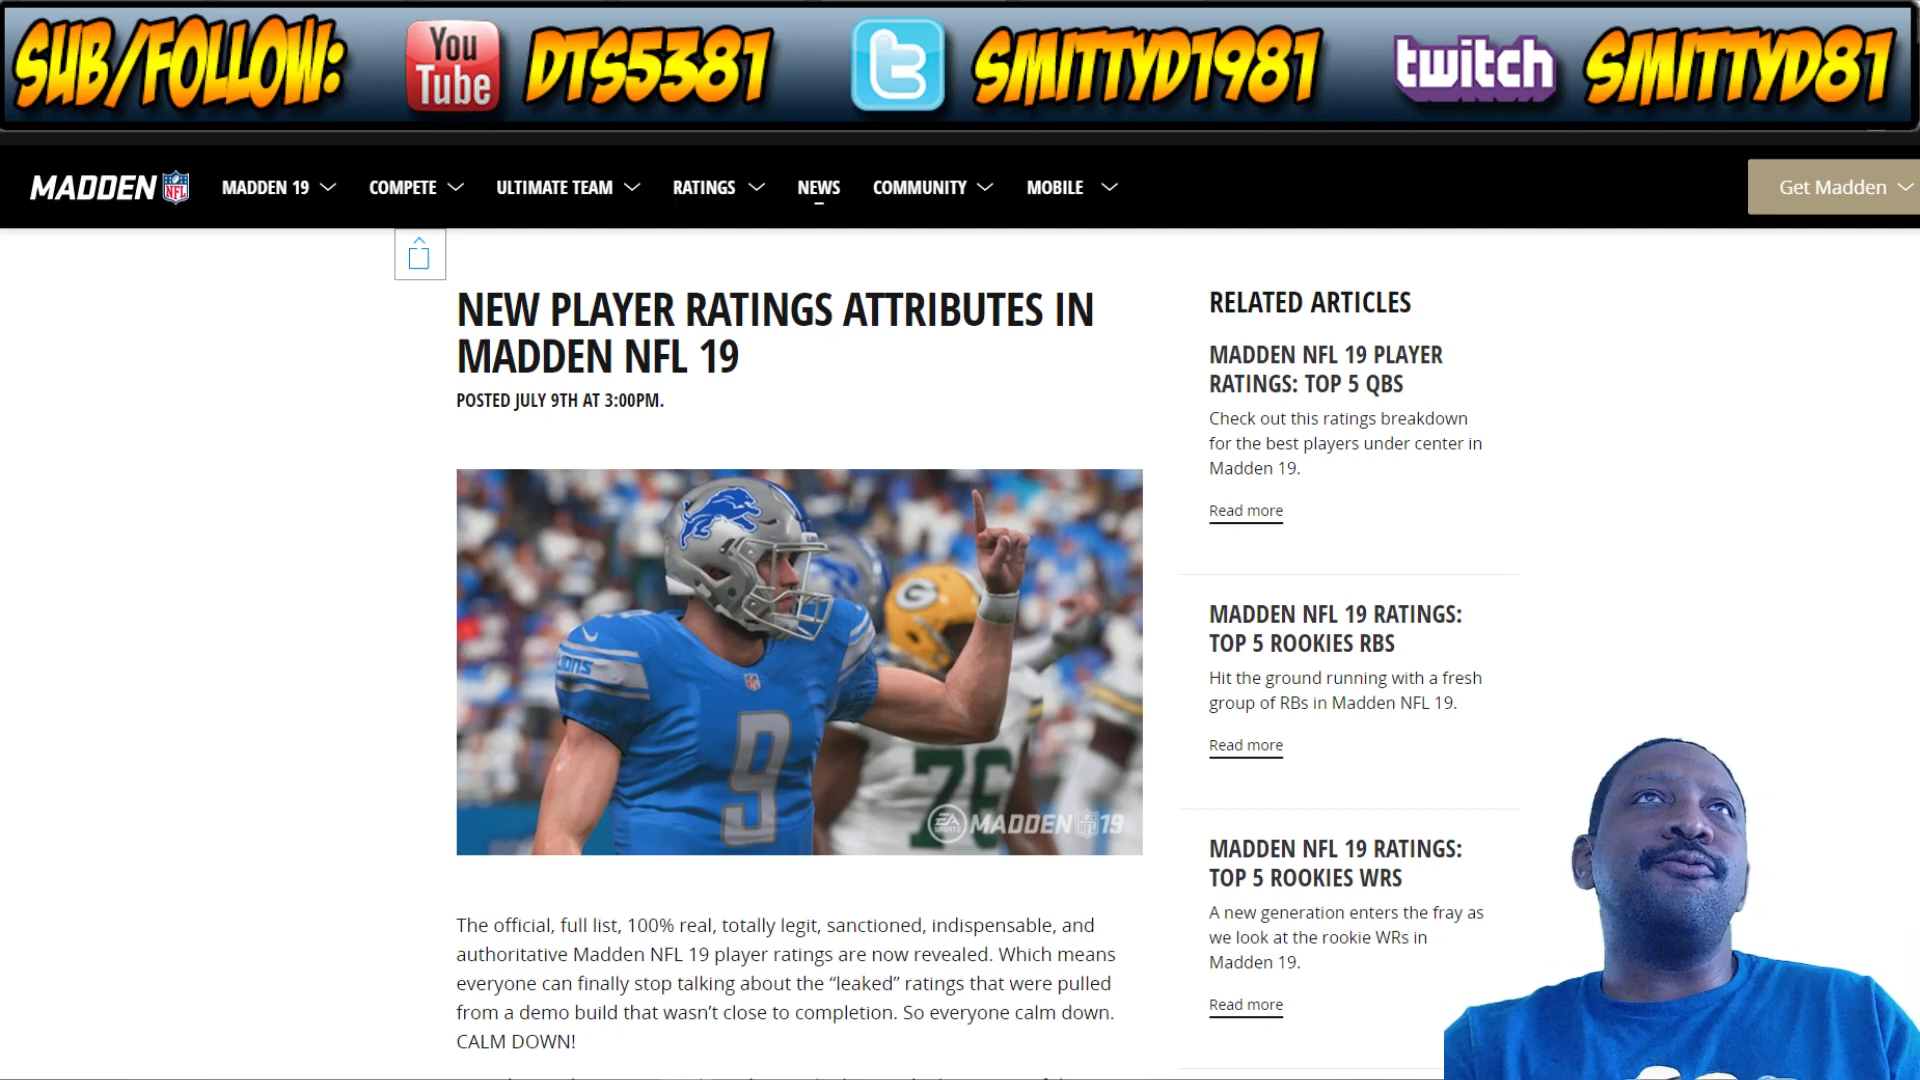 SUB/FOLLOW: You Tube DTS5381 SMITTYD1981 twitch SMITTYD81
MADDEN NFL MADDEN 19 COMPETE ULTIMATE TEAM RATINGS NEWS COMMUNITY MOBILE Get Madden
NEW PLAYER RATINGS ATTRIBUTES IN
MADDEN NFL 19
POSTED JULY 9TH AT 3:00PM.
LIONS
9
G
76
EA SPORTS MADDEN NFL 19
The official, full list, 100% real, totally legit, sanctioned, indispensable, and
authoritative Madden NFL 19 player ratings are now revealed. Which means
everyone can finally stop talking about the “leaked” ratings that were pulled
from a demo build that wasn’t close to completion. So everyone calm down.
CALM DOWN!
RELATED ARTICLES
MADDEN NFL 19 PLAYER
RATINGS: TOP 5 QBS
Check out this ratings breakdown
for the best players under center in
Madden 19.
Read more
MADDEN NFL 19 RATINGS:
TOP 5 ROOKIES RBS
Hit the ground running with a fresh
group of RBs in Madden NFL 19.
Read more
MADDEN NFL 19 RATINGS:
TOP 5 ROOKIES WRS
A new generation enters the fray as
we look at the rookie WRs in
Madden 19.
Read more